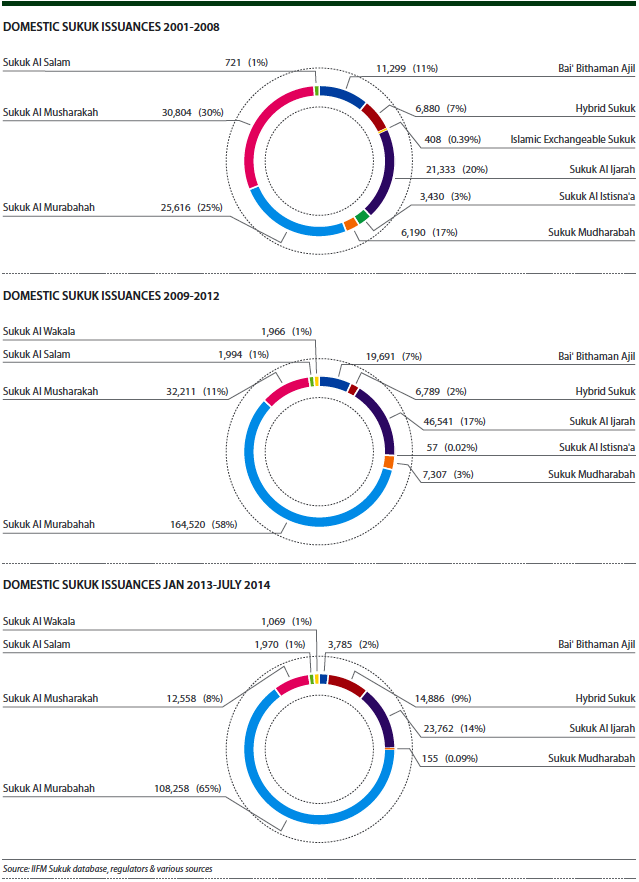 DOMESTIC SUKUK ISSUANCES 2001-2008
Sukuk Al Salam 721 (1%)
11,299 (11%) Bai' Bithaman Ajil
Sukuk Al Musharakah 30,804 (30%)
6,880 (7%) Hybrid Sukuk
408 (0.39%) Islamic Exchangeable Sukuk
21,333 (20%) Sukuk Al Ijarah
3,430 (3%) Sukuk Al Istisna'a
Sukuk Al Murabahah 25,616 (25%)
6,190 (17%) Sukuk Mudharabah
DOMESTIC SUKUK ISSUANCES 2009-2012
Sukuk Al Wakala 1,966 (1%)
Sukuk Al Salam 1,994 (1%)
19,691 (7%) Bai' Bithaman Ajil
Sukuk Al Musharakah 32,211 (11%)
6,789 (2%) Hybrid Sukuk
46,541 (17%) Sukuk Al Ijarah
57 (0.02%) Sukuk Al Istisna'a
7,307 (3%) Sukuk Mudharabah
Sukuk Al Murabahah 164,520 (58%)
DOMESTIC SUKUK ISSUANCES JAN 2013-JULY 2014
Sukuk Al Wakala 1,069 (1%)
Sukuk Al Salam 1,970 (1%)
3,785 (2%) Bai' Bithaman Ajil
Sukuk Al Musharakah 12,558 (8%)
14,886 (9%) Hybrid Sukuk
23,762 (14%) Sukuk Al Ijarah
155 (0.09%) Sukuk Mudharabah
Sukuk Al Murabahah 108,258 (65%)
Source: IIFM Sukuk database, regulators & various sources